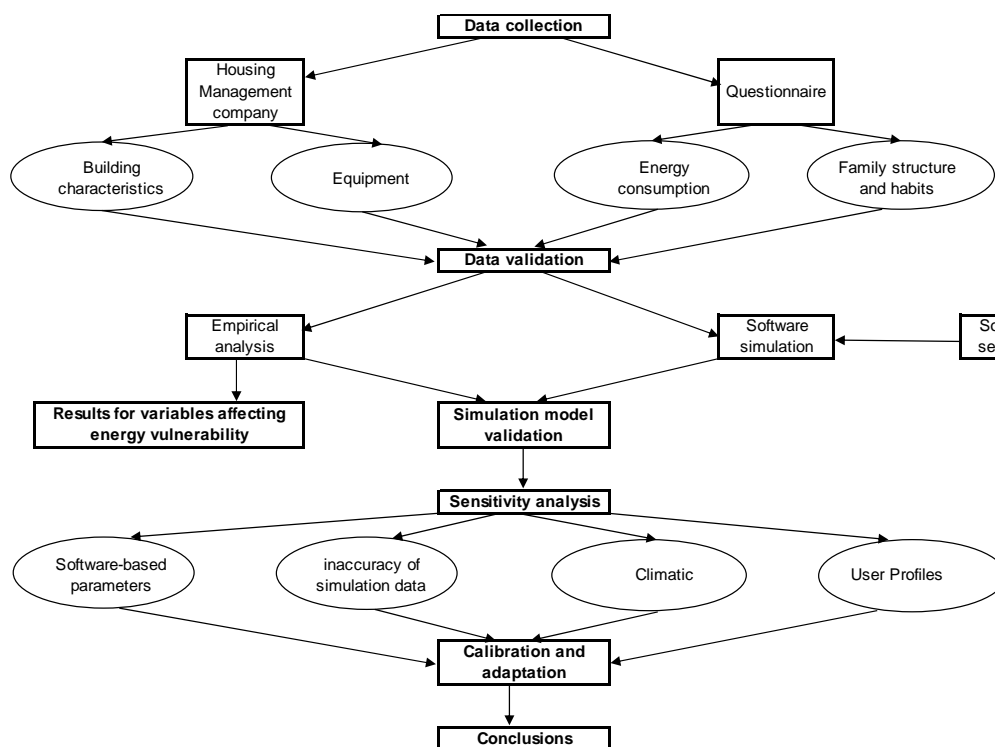 Data collection
Housing
Management
company
Questionnaire
Building
characteristics
Equipment
Energy
consumption
Family structure
and habits
Data validation
Empirical
analysis
Software
simulation
Results for variables affecting
energy vulnerability
Simulation model
validation
Sensitivity analysis
Software-based
parameters
inaccuracy of
simulation data
Climatic
User Profiles
Calibration and
adaptation
Conclusions